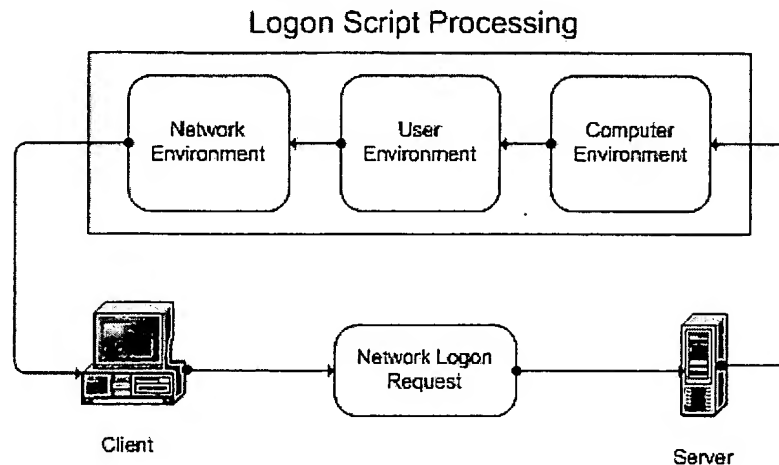 Logon Script Processing
Network
Environment
User
Environment
Computer
Environment
Network Logon
Request
Client
Server